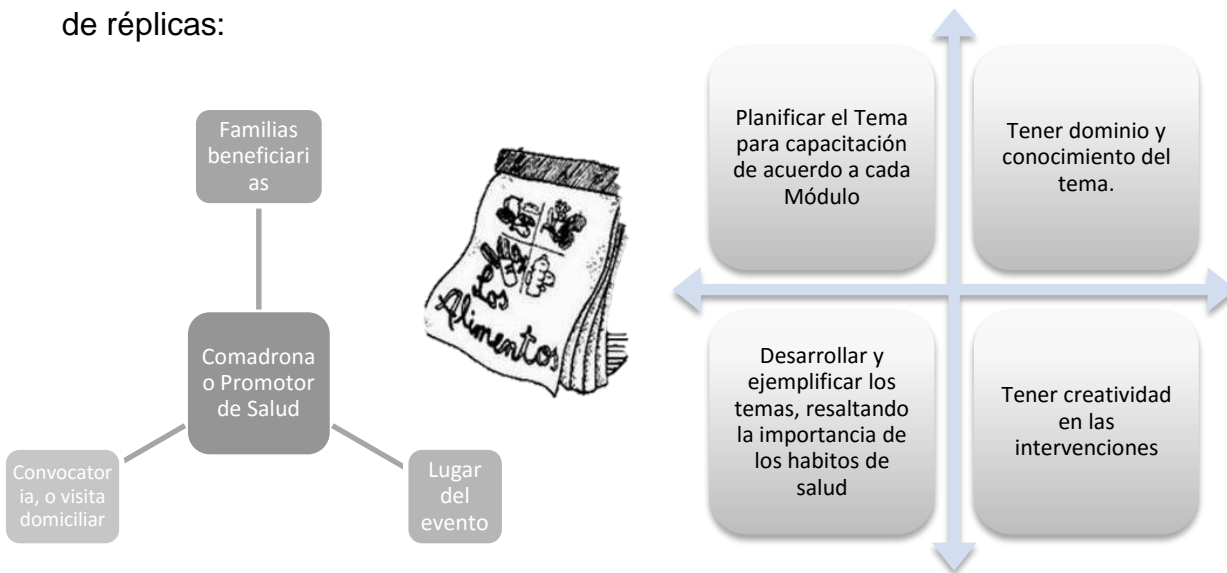 de réplicas:
Familias
beneficiari
as
Comadrona
o Promotor
de Salud
Convocator
ia, o visita
domiciliar
Lugar
del
evento
Los
Alimentos
Planificar el Tema
para capacitación
de acuerdo a cada
Módulo
Tener dominio y
conocimiento del
tema.
Desarrollar y
ejemplificar los
temas, resaltando
la importancia de
los habitos de
salud
Tener creatividad
en las
intervenciones